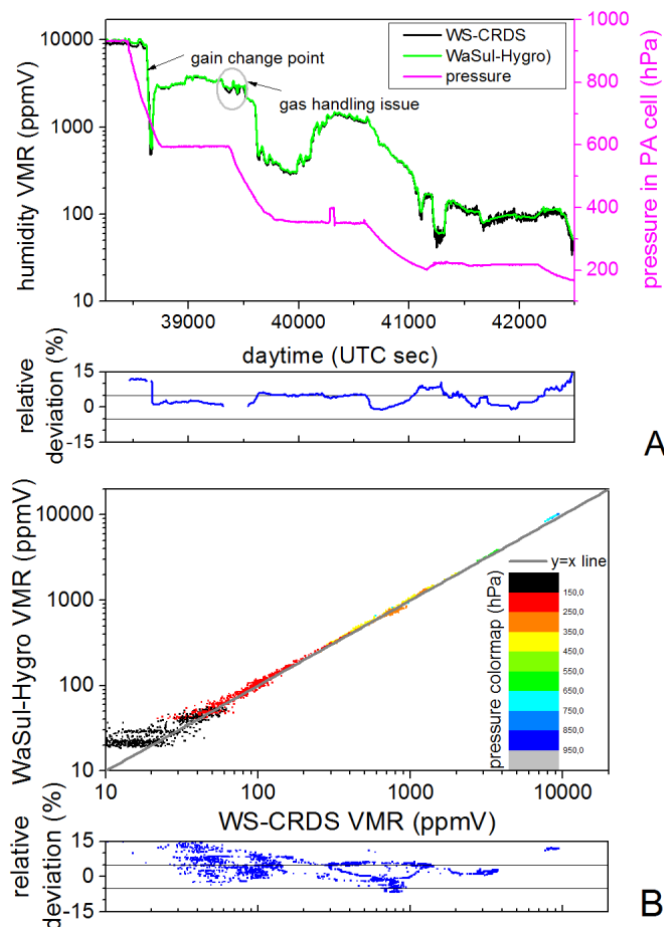 WS-CRDS
WaSul-Hygro)
pressure
gain change point
gas handling issue
humidity VMR (ppmV)
10000
1000
100
10
pressure in PA cell (hPa)
1000
800
600
400
200
39000 40000 41000 42000
daytime (UTC sec)
relative
deviation (%)
15
0
-15
A
WaSul-Hygro VMR (ppmV)
10000
1000
100
10
y=x line
pressure colormap (hPa)
150,0
250,0
350,0
450,0
550,0
650,0
750,0
850,0
950,0
10 100 1000 10000
WS-CRDS VMR (ppmV)
relative
deviation (%)
15
0
-15
B